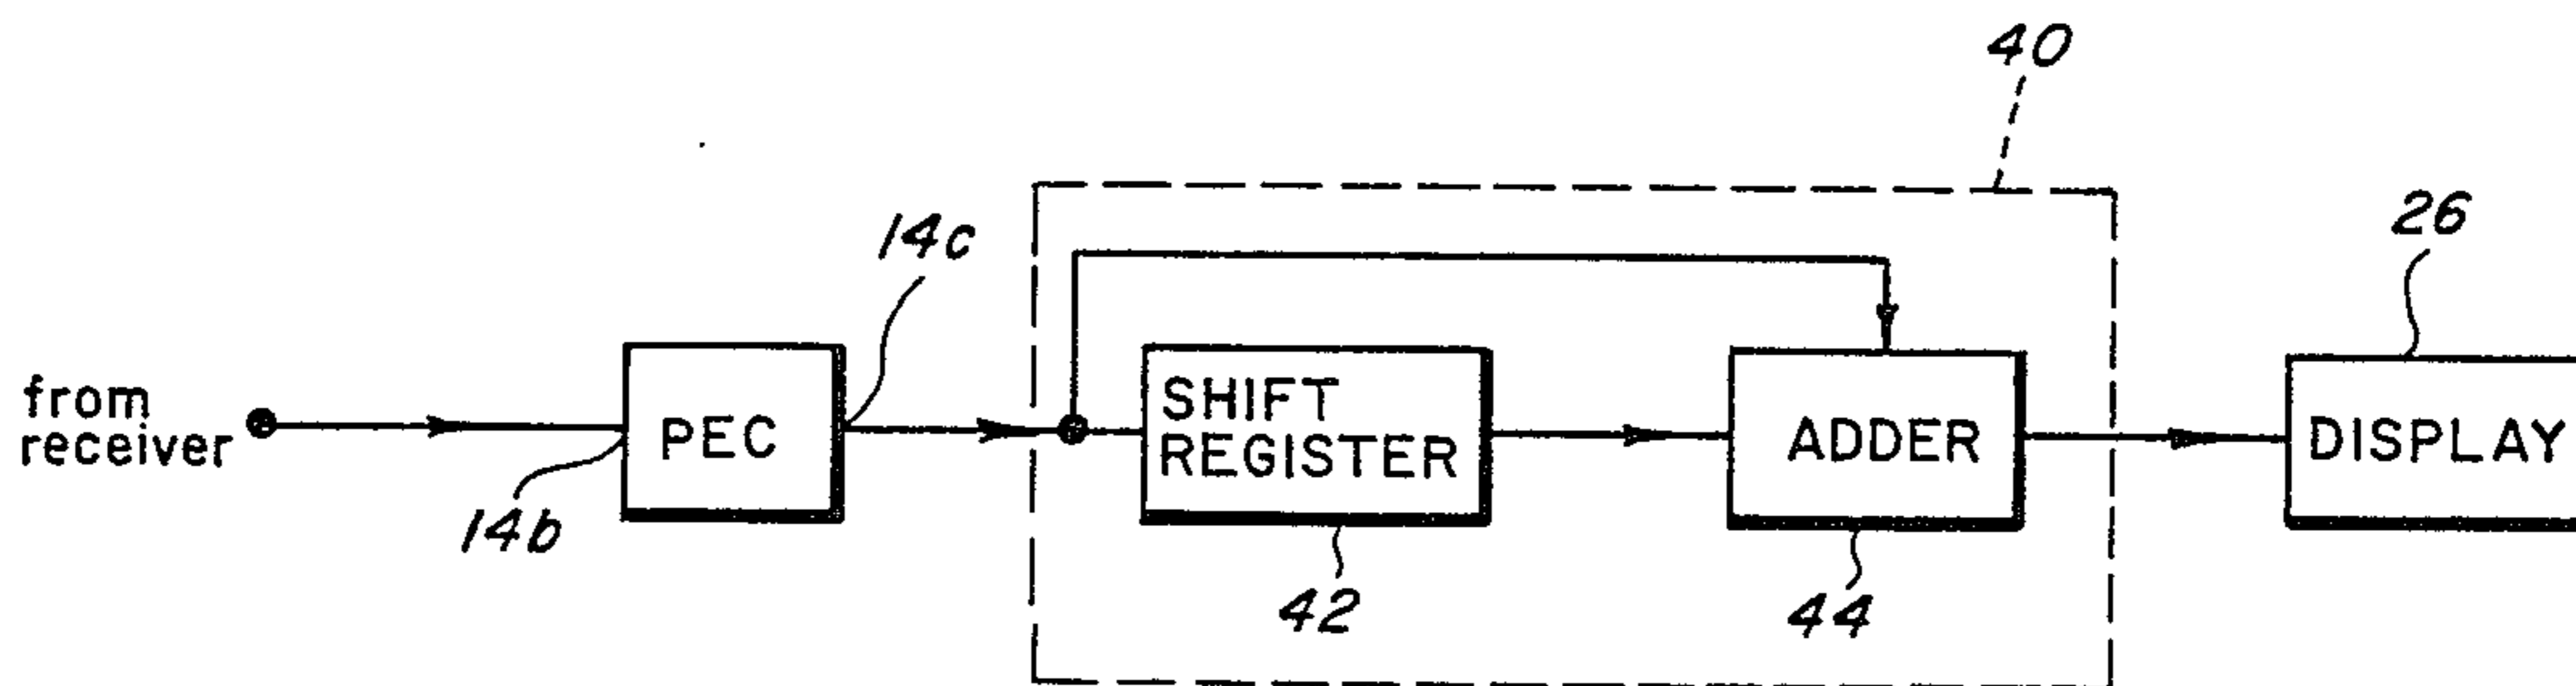 40
26
14c
from
receiver
PEC
SHIFT
REGISTER
ADDER
DISPLAY
14b
42
44